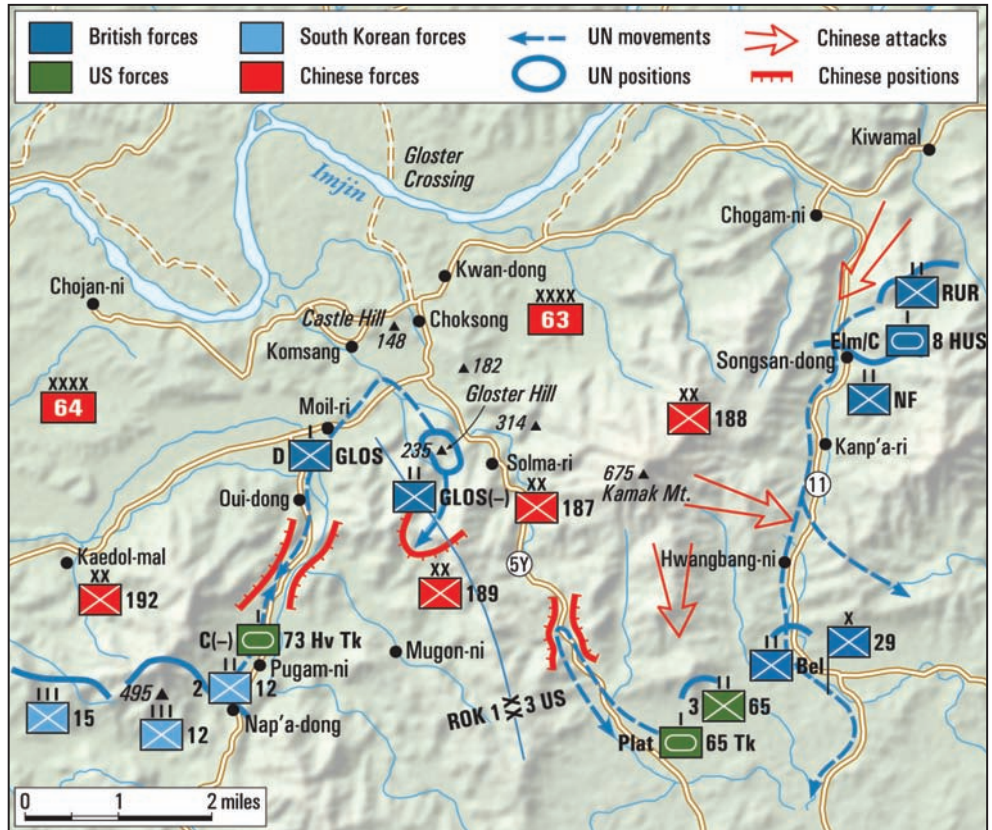 British forces
South Korean forces
UN movements
Chinese attacks
US forces
Chinese forces
UN positions
Chinese positions
Kiwamal
Gloster
Crossing
Imjin
Chogam-ni
Kwan-dong
Chojan-ni
RUR
XXXX
63
Castle Hill
148
Choksong
Elm/C
8 HUS
Komsang
Songsan-dong
182
Gloster Hill
NF
XXXX
64
Moil-ri
XX
188
314
D
GLOS
235
Kanp'a-ri
Solma-ri
675
Kamak Mt.
11
Oui-dong
GLOS(–)
XX
187
Hwangbang-ni
Kaedol-mal
5Y
XX
192
XX
189
X
29
C(–)
73 Hv Tk
Mugon-ni
Bel
Pugam-ni
2
12
495
III
15
III
12
Nap'a-dong
ROK 1 XX 3 US
3
65
Plat
65 Tk
0 1 2 miles